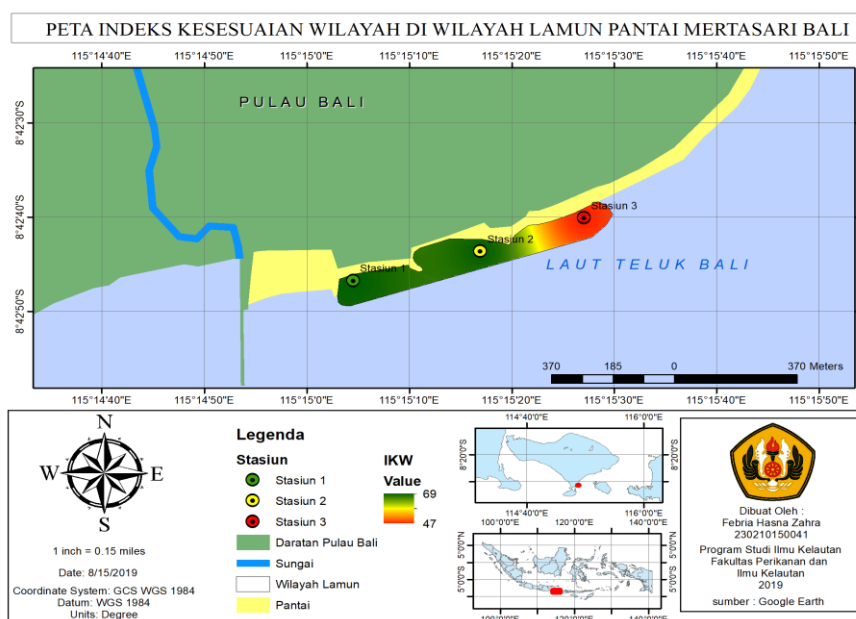 PETA INDEKS KESESUAIAN WILAYAH DI WILAYAH LAMUN PANTAI MERTASARI BALI
115°14'40"E 115°14'50"E 115°15'0"E 115°15'10"E 115°15'20"E 115°15'30"E 115°15'40"E 115°15'50"E
8°42'30"S
8°42'40"S
8°42'50"S
PULAU BALI
Stasiun 3
Stasiun 2
Stasiun 1
LAUT TELUK BALI
370 185 0 370 Meters
115°14'40"E 115°14'50"E 115°15'0"E 115°15'10"E 115°15'20"E 115°15'30"E 115°15'40"E 115°15'50"E
N
W E
S
1 inch = 0.15 miles
Date: 8/15/2019
Coordinate System: GCS WGS 1984
Datum: WGS 1984
Units: Degree
Legenda
Stasiun
Stasiun 1
Stasiun 2
Stasiun 3
Daratan Pulau Bali
Sungai
Wilayah Lamun
Pantai
IKW
Value
69
47
114°40'0"E 116°0'0"E
8°20'0"S 8°20'0"S
116°0'0"E
100°0'0"E 120°0'0"E 140°0'0"E
5°0'0"N 5°0'0"N
5°0'0"S 5°0'0"S
100°0'0"E 120°0'0"E 140°0'0"E
Dibuat Oleh :
Febria Hasna Zahra
230210150041
Program Studi Ilmu Kelautan
Fakultas Perikanan dan
Ilmu Kelautan
2019
sumber : Google Earth